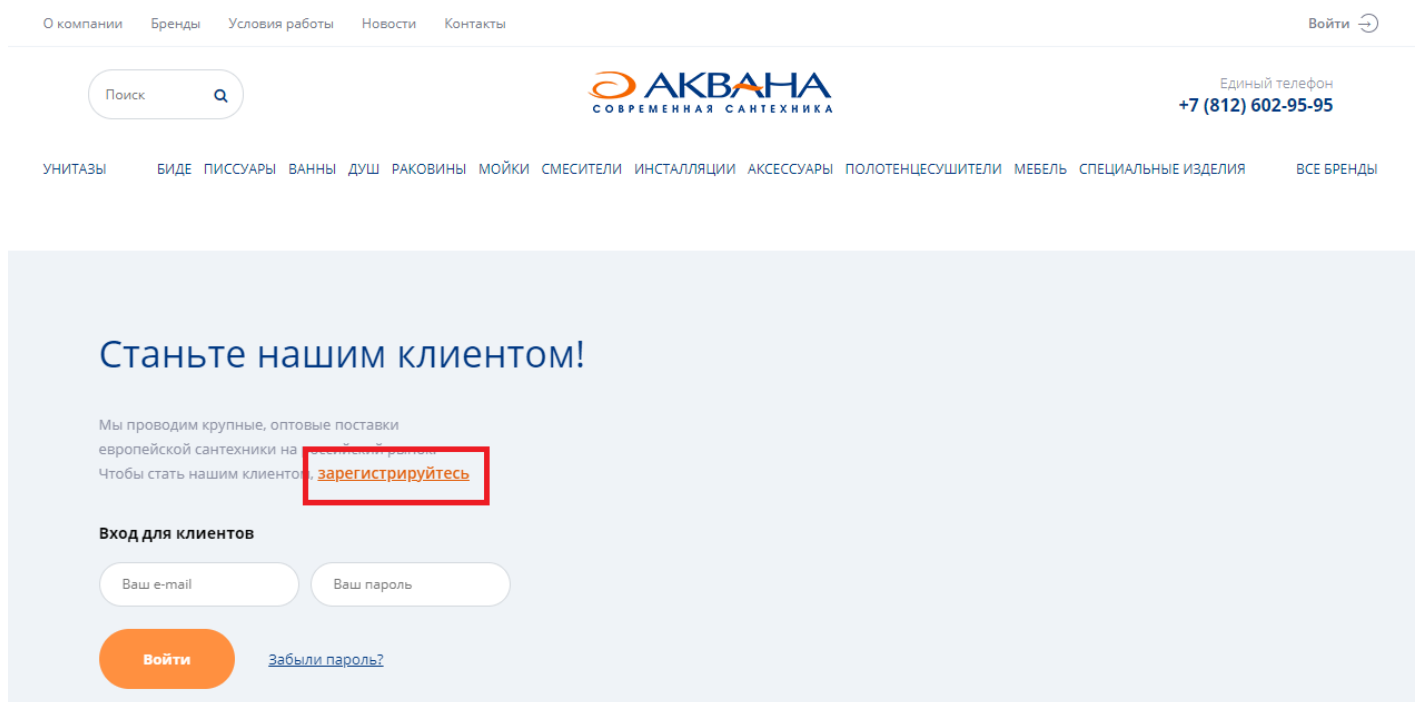 О компании Бренды Условия работы Новости Контакты Войти
Поиск
АКВАНА
СОВРЕМЕННАЯ САНТЕХНИКА
Единый телефон
+7 (812) 602-95-95
УНИТАЗЫ БИДЕ ПИССУАРЫ ВАННЫ ДУШ РАКОВИНЫ МОЙКИ СМЕСИТЕЛИ ИНСТАЛЛЯЦИИ АКСЕССУАРЫ ПОЛОТЕНЦЕСУШИТЕЛИ МЕБЕЛЬ СПЕЦИАЛЬНЫЕ ИЗДЕЛИЯ ВСЕ БРЕНДЫ
Станьте нашим клиентом!
Мы проводим крупные, оптовые поставки
европейской сантехники на российский рынок.
Чтобы стать нашим клиентом, зарегистрируйтесь
Вход для клиентов
Ваш e-mail Ваш пароль
Войти Забыли пароль?